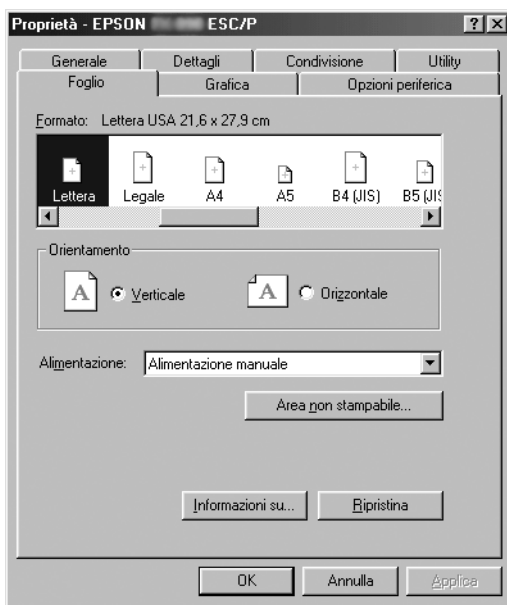 Proprietà - EPSON ESC/P
Generale Dettagli Condivisione Utility
Foglio Grafica Opzioni periferica
Formato: Lettera USA 21,6 x 27,9 cm
Lettera Legale A4 A5 B4 (JIS) B5 (JIS
Orientamento
A Verticale A Orizzontale
Alimentazione: Alimentazione manuale
Area non stampabile...
Informazioni su... Ripristina
OK Annulla Applica